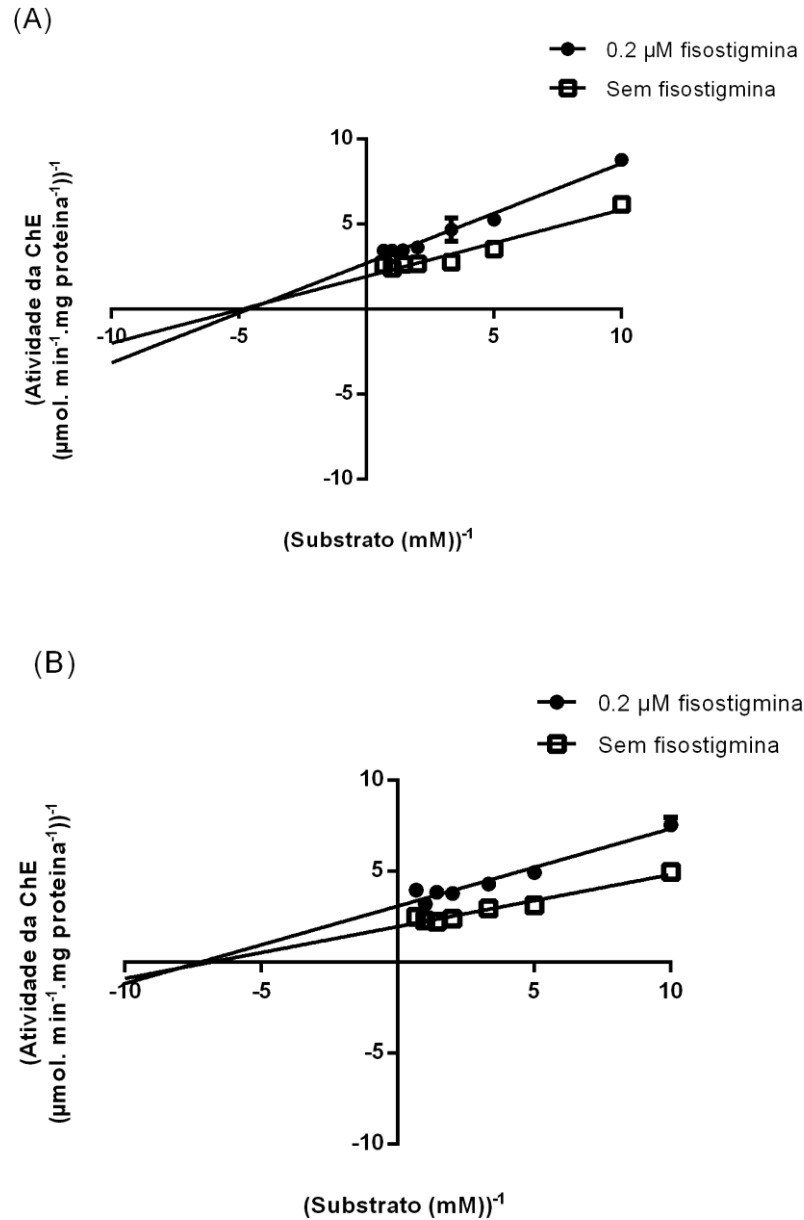 (A)
0.2 µM fisostigmina
Sem fisostigmina
(Atividade da ChE
(µmol. min⁻¹.mg proteina⁻¹))⁻¹
10
5
-10
-5
5
10
-5
-10
(Substrato (mM))⁻¹
(B)
0.2 µM fisostigmina
Sem fisostigmina
(Atividade da ChE
(µmol. min⁻¹.mg proteina⁻¹))⁻¹
10
5
-10
-5
5
10
-5
-10
(Substrato (mM))⁻¹